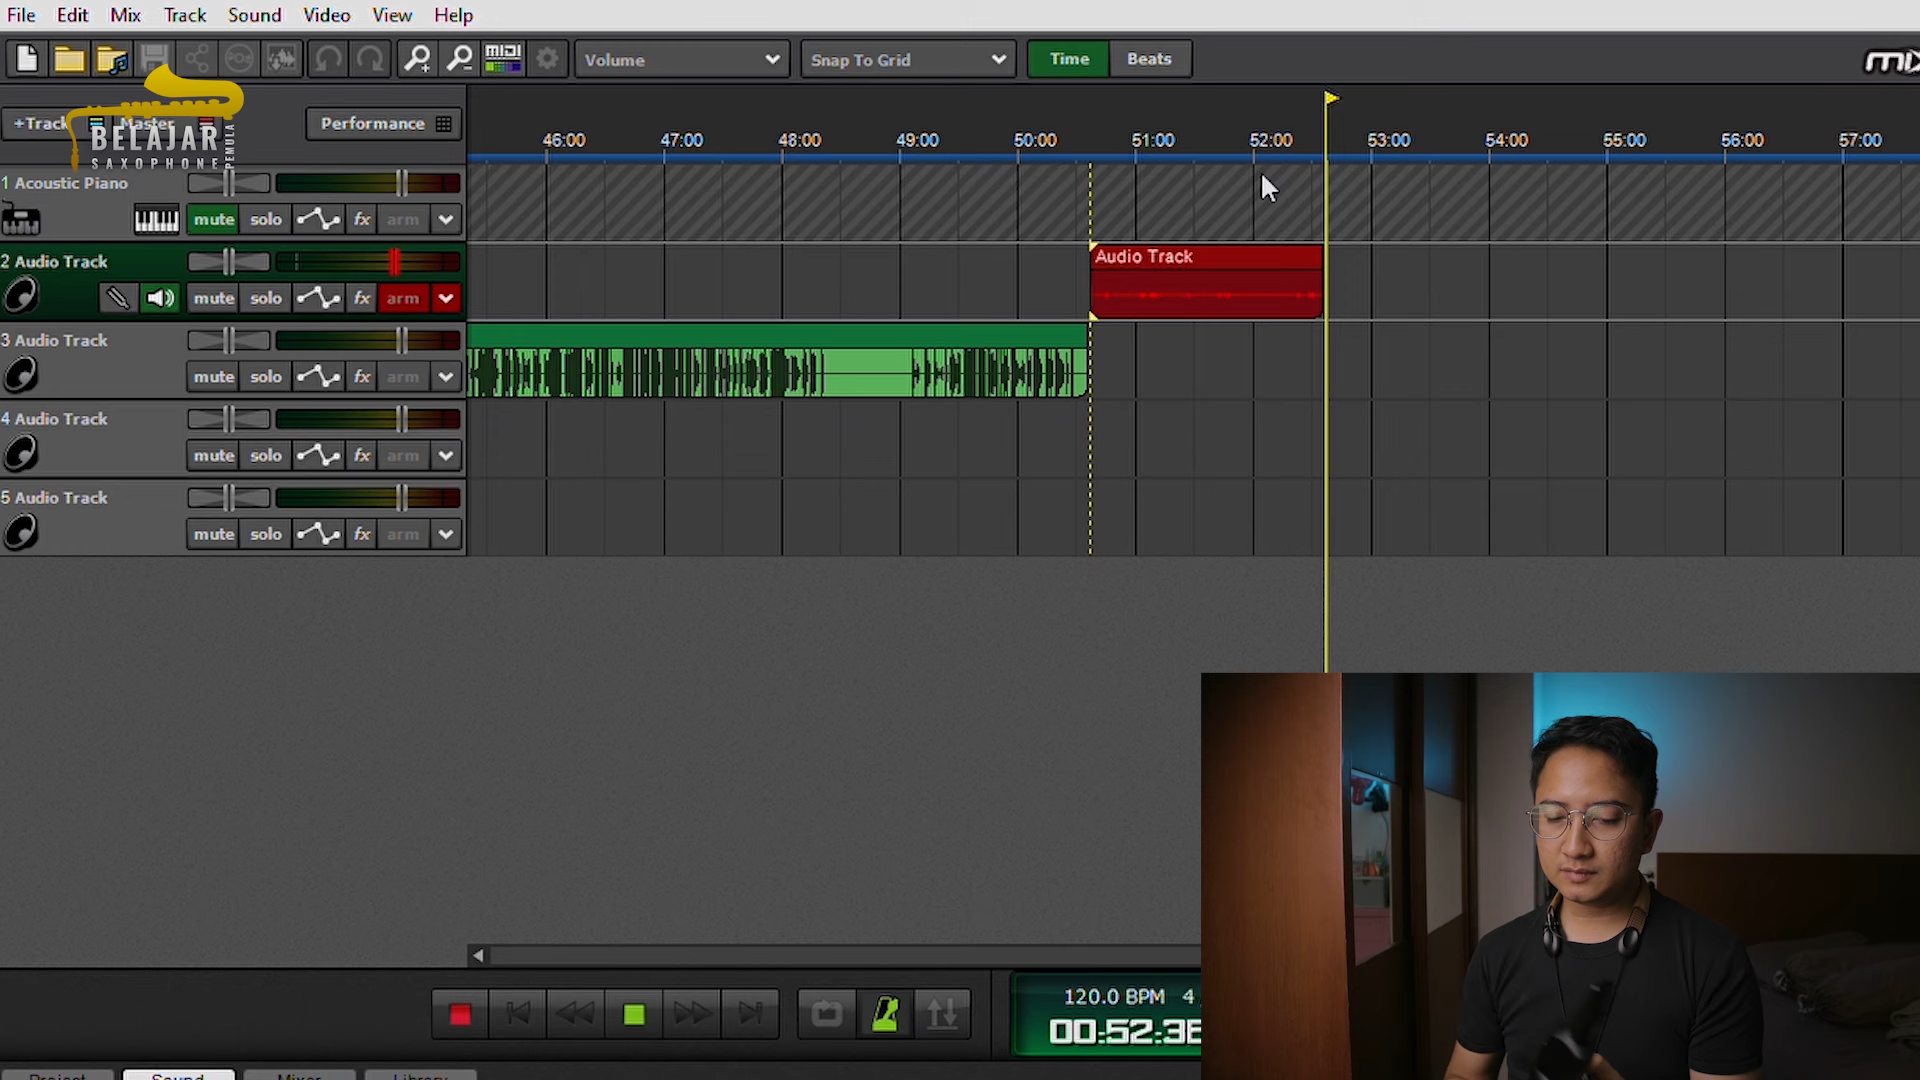 File Edit Mix Track Sound Video View Help
Volume Snap To Grid Time Beats
+Track Master Performance
BELAJAR
SAXOPHONE
PEMULA
46:00 47:00 48:00 49:00 50:00 51:00 52:00 53:00 54:00 55:00 56:00 57:00
1 Acoustic Piano
mute solo fx arm
2 Audio Track
mute solo fx arm
Audio Track
3 Audio Track
mute solo fx arm
4 Audio Track
mute solo fx arm
5 Audio Track
mute solo fx arm
120.0 BPM 4
Project Sound Mixer Library